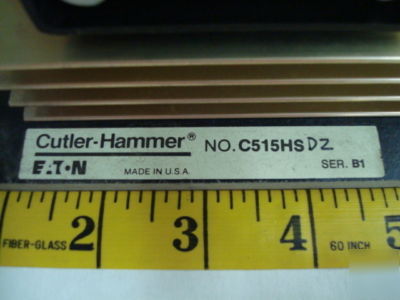 Cutler-Hammer® NO. C515HS DZ
EATON MADE IN U.S.A. SER. B1
2 3 4 5
FIBER-GLASS 60 INCH